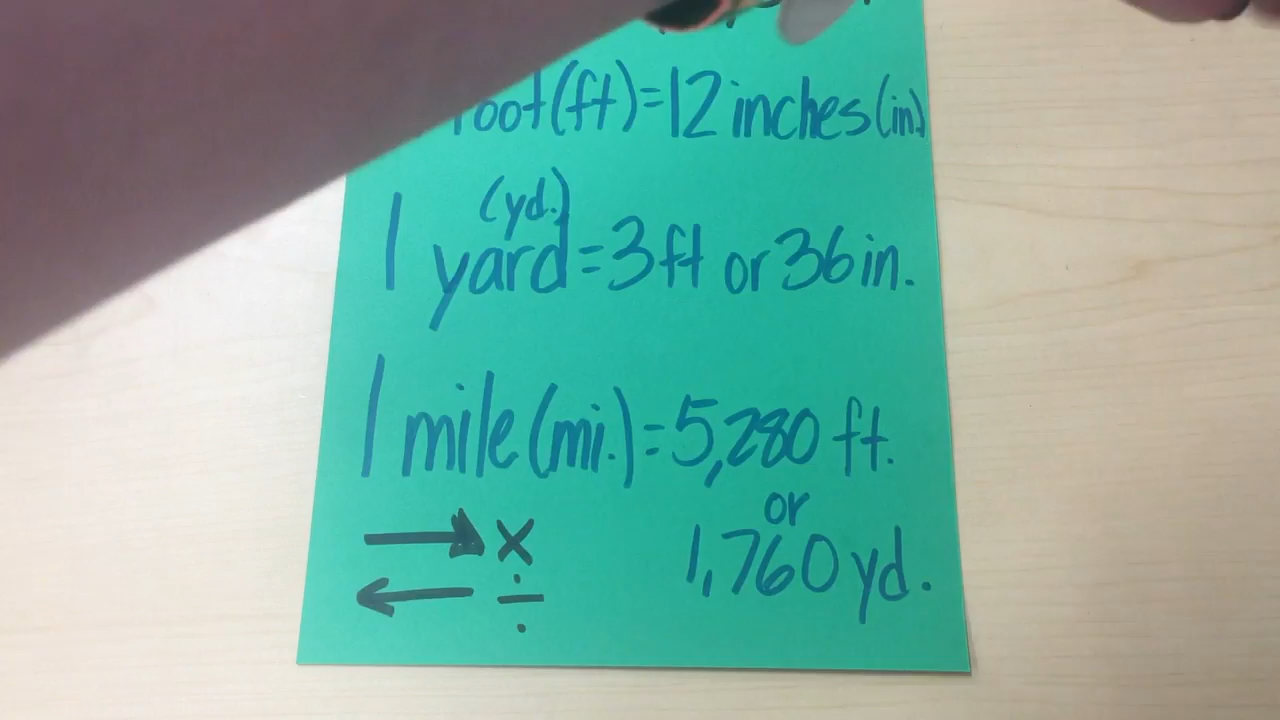 foot (ft) = 12 inches (in.)
(yd.)
1 yard = 3 ft or 36 in.
1 mile (mi.) = 5,280 ft.
or
→ x 1,760 yd.
← ÷